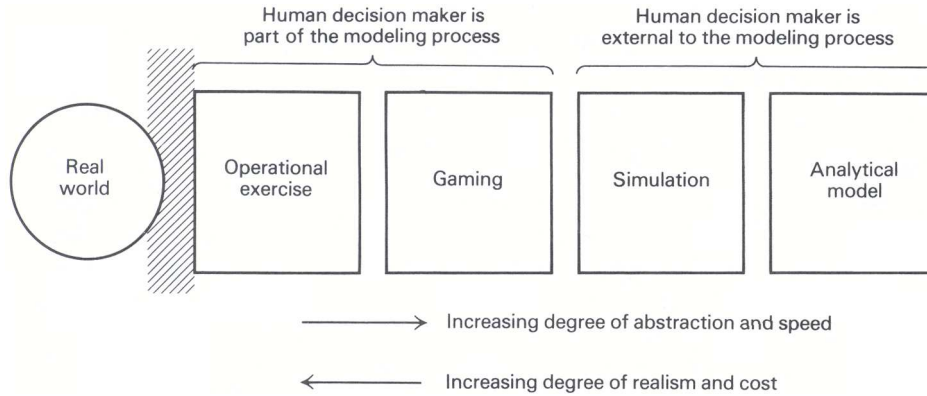 Human decision maker is
part of the modeling process
Human decision maker is
external to the modeling process
Real
world
Operational
exercise
Gaming
Simulation
Analytical
model
Increasing degree of abstraction and speed
Increasing degree of realism and cost